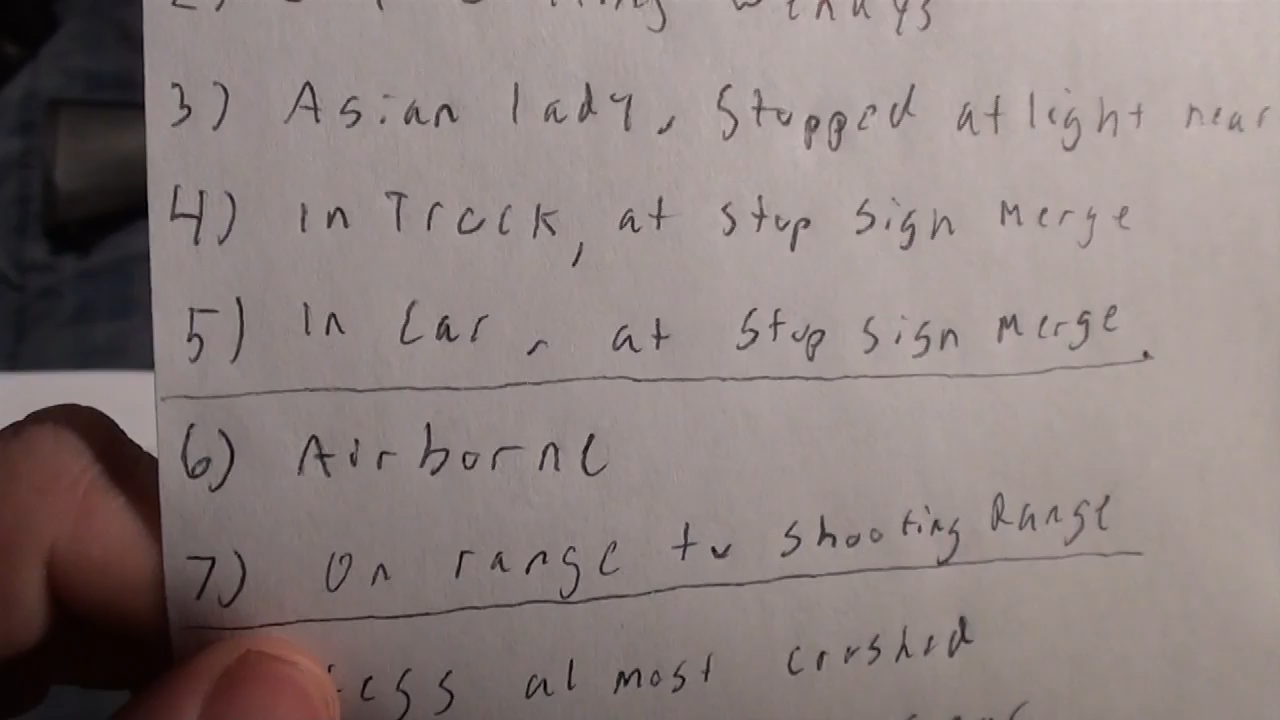 3) Asian lady, Stopped at light near
4) in Truck, at stop sign merge
5) in Car, at Stop sign merge.
6) Airborne
7) On range to shooting Range
almost crushed